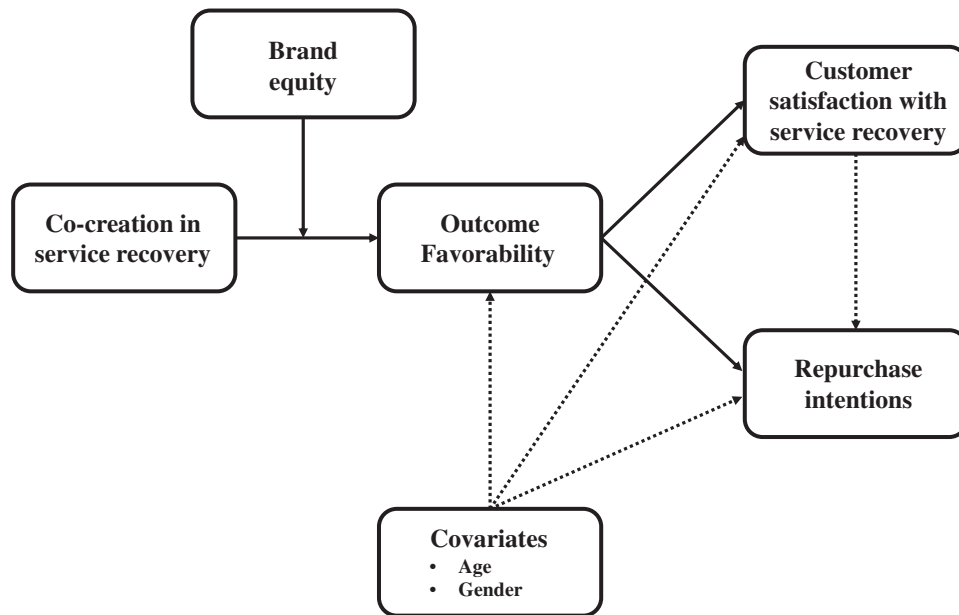 Brand
equity
Customer
satisfaction with
service recovery
Co-creation in
service recovery
Outcome
Favorability
Repurchase
intentions
Covariates
• Age
• Gender